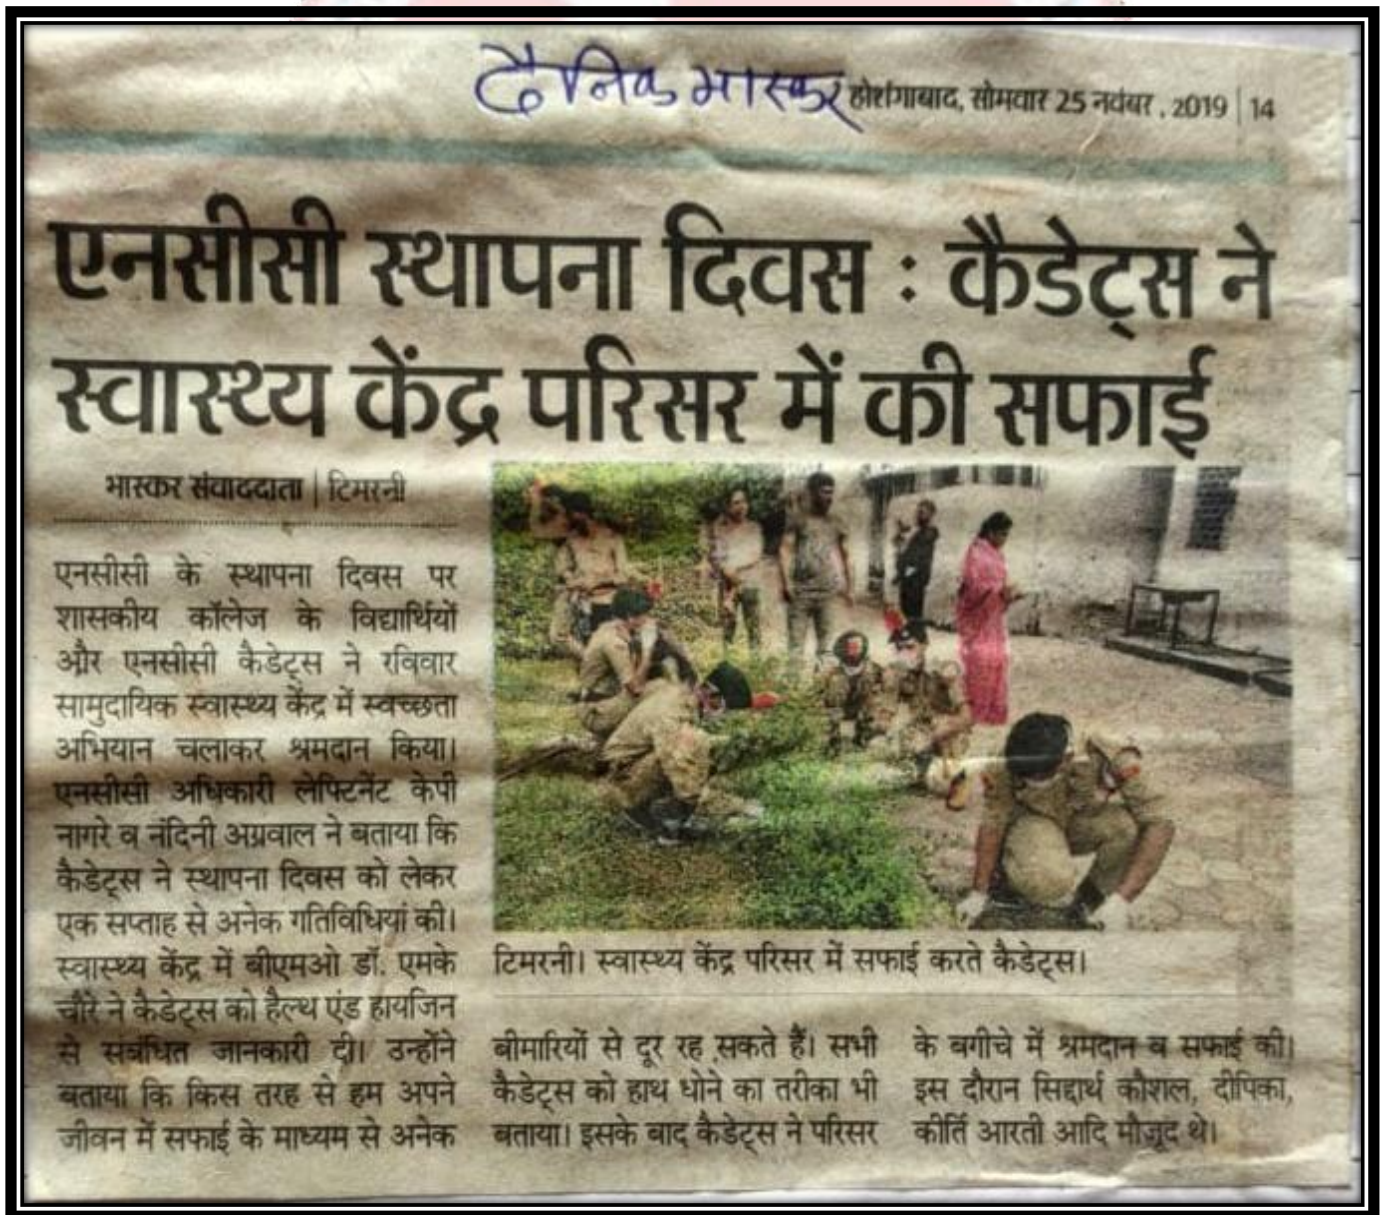 दैनिक भास्कर होशंगाबाद, सोमवार 25 नवंबर, 2019 | 14
एनसीसी स्थापना दिवस : कैडेट्स ने
स्वास्थ्य केंद्र परिसर में की सफाई
भास्कर संवाददाता | टिमरनी
एनसीसी के स्थापना दिवस पर
शासकीय कॉलेज के विद्यार्थियों
और एनसीसी कैडेट्स ने रविवार
सामुदायिक स्वास्थ्य केंद्र में स्वच्छता
अभियान चलाकर श्रमदान किया।
एनसीसी अधिकारी लेफ्टिनेंट केपी
नागरे व नंदिनी अग्रवाल ने बताया कि
कैडेट्स ने स्थापना दिवस को लेकर
एक सप्ताह से अनेक गतिविधियां की।
स्वास्थ्य केंद्र में बीएमओ डॉ. एमके
चौरे ने कैडेट्स को हैल्थ एंड हायजिन
से संबंधित जानकारी दी। उन्होंने
बताया कि किस तरह से हम अपने
जीवन में सफाई के माध्यम से अनेक
टिमरनी। स्वास्थ्य केंद्र परिसर में सफाई करते कैडेट्स।
बीमारियों से दूर रह सकते हैं। सभी
कैडेट्स को हाथ धोने का तरीका भी
बताया। इसके बाद कैडेट्स ने परिसर
के बगीचे में श्रमदान व सफाई की।
इस दौरान सिद्दार्थ कौशल, दीपिका,
कीर्ति आरती आदि मौजूद थे।